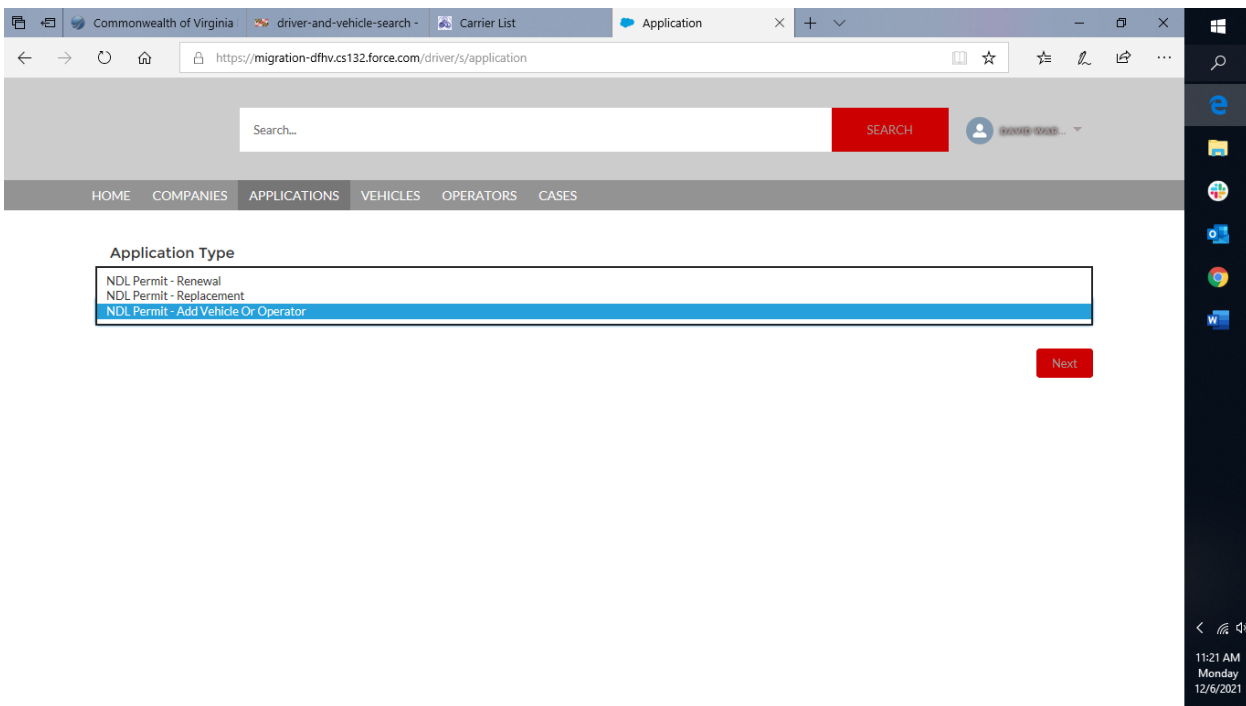 Commonwealth of Virginia
driver-and-vehicle-search -
Carrier List
Application
https://migration-dfhv.cs132.force.com/driver/s/application
Search...
SEARCH
HOME COMPANIES APPLICATIONS VEHICLES OPERATORS CASES
Application Type
NDL Permit - Renewal
NDL Permit - Replacement
NDL Permit - Add Vehicle Or Operator
Next
11:21 AM
Monday
12/6/2021